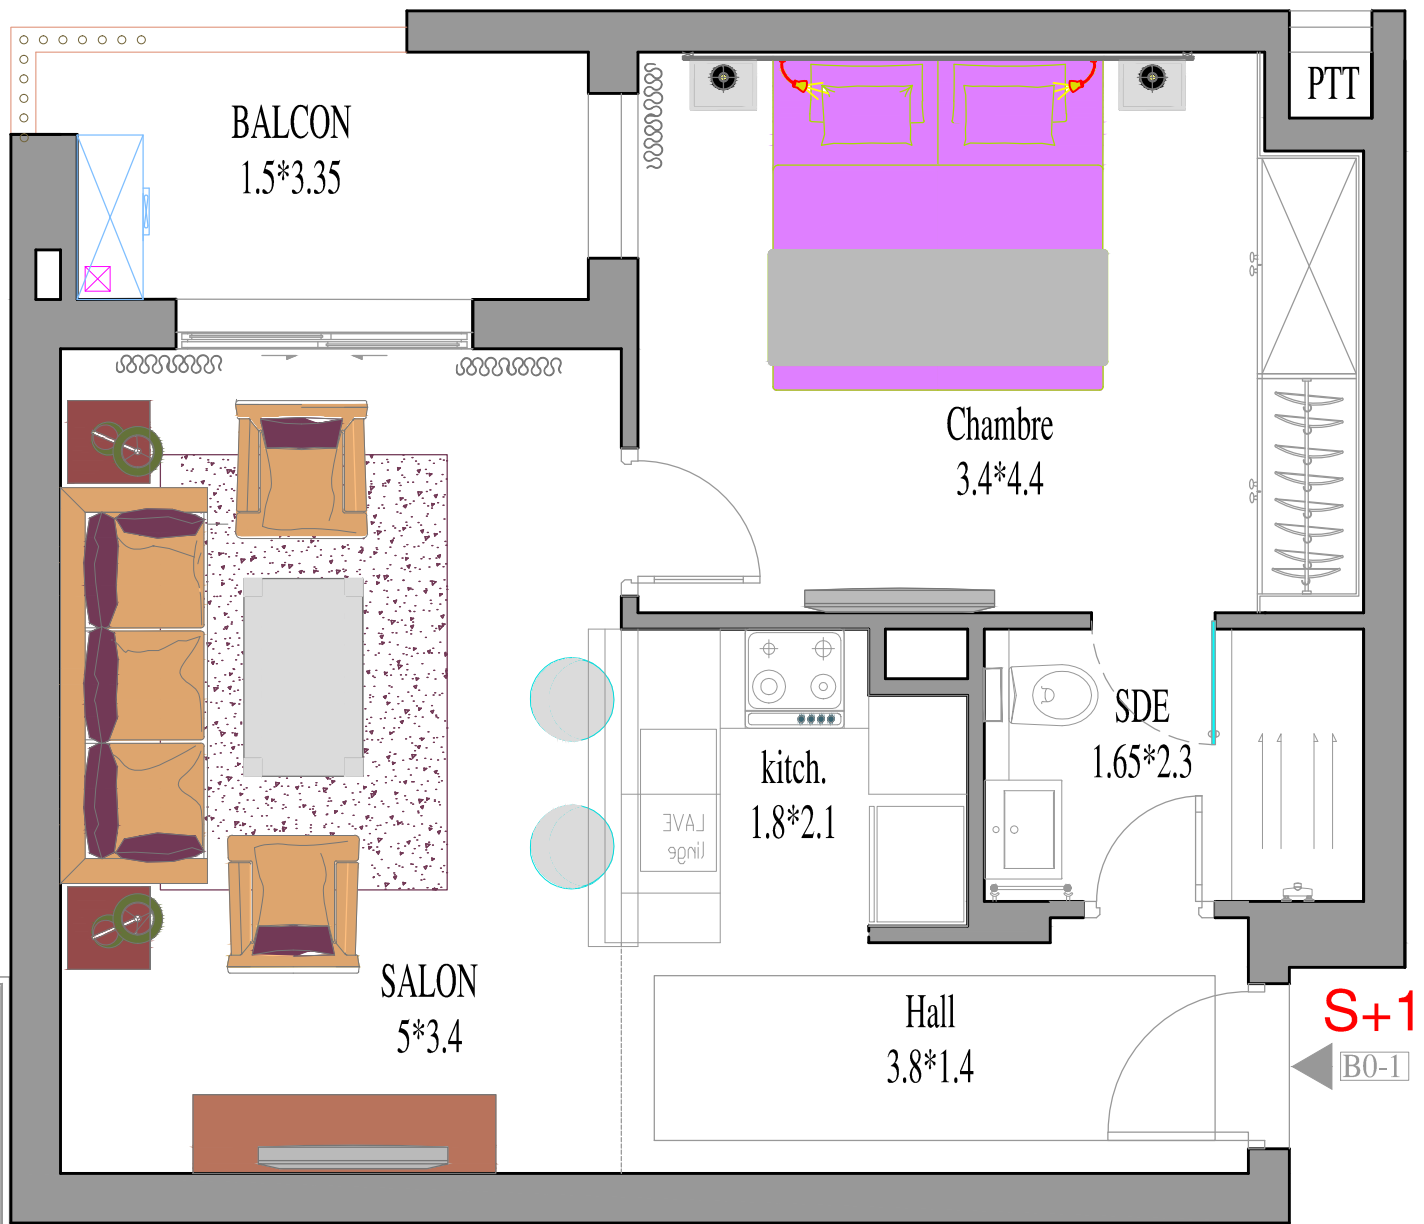 PTT
BALCON
1.5*3.35
Chambre
3.4*4.4
SDE
1.65*2.3
kitch.
1.8*2.1
LAVE
linge
SALON
5*3.4
Hall
3.8*1.4
S+1
B0-1